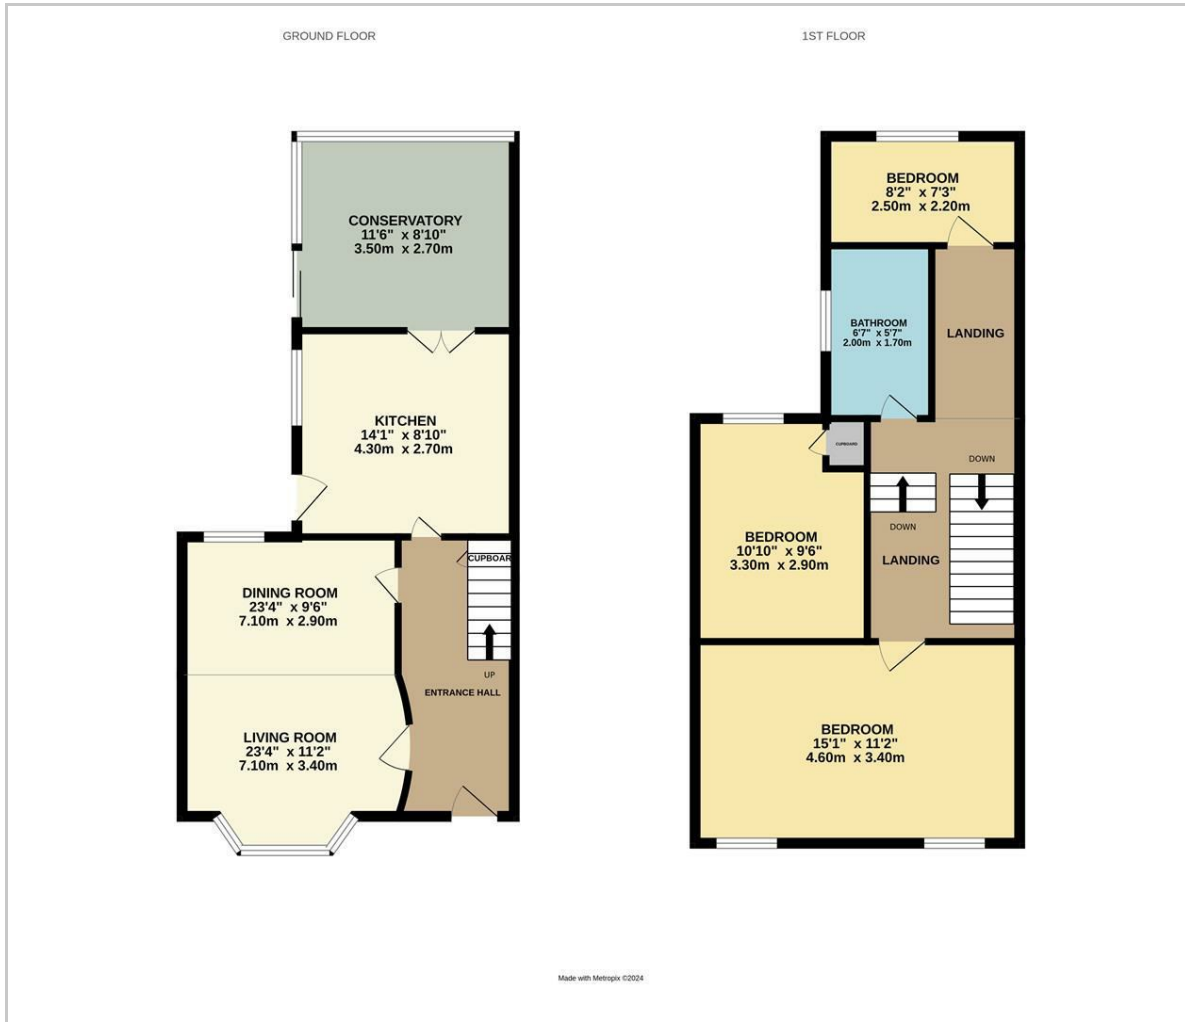 GROUND FLOOR
1ST FLOOR
CONSERVATORY
11'6" x 8'10"
3.50m x 2.70m
KITCHEN
14'1" x 8'10"
4.30m x 2.70m
CUPBOAR
DINING ROOM
23'4" x 9'6"
7.10m x 2.90m
UP
ENTRANCE HALL
LIVING ROOM
23'4" x 11'2"
7.10m x 3.40m
BEDROOM
8'2" x 7'3"
2.50m x 2.20m
BATHROOM
6'7" x 5'7"
2.00m x 1.70m
LANDING
CUPBOARD
DOWN
DOWN
BEDROOM
10'10" x 9'6"
3.30m x 2.90m
LANDING
BEDROOM
15'1" x 11'2"
4.60m x 3.40m
Made with Metropix ©2024